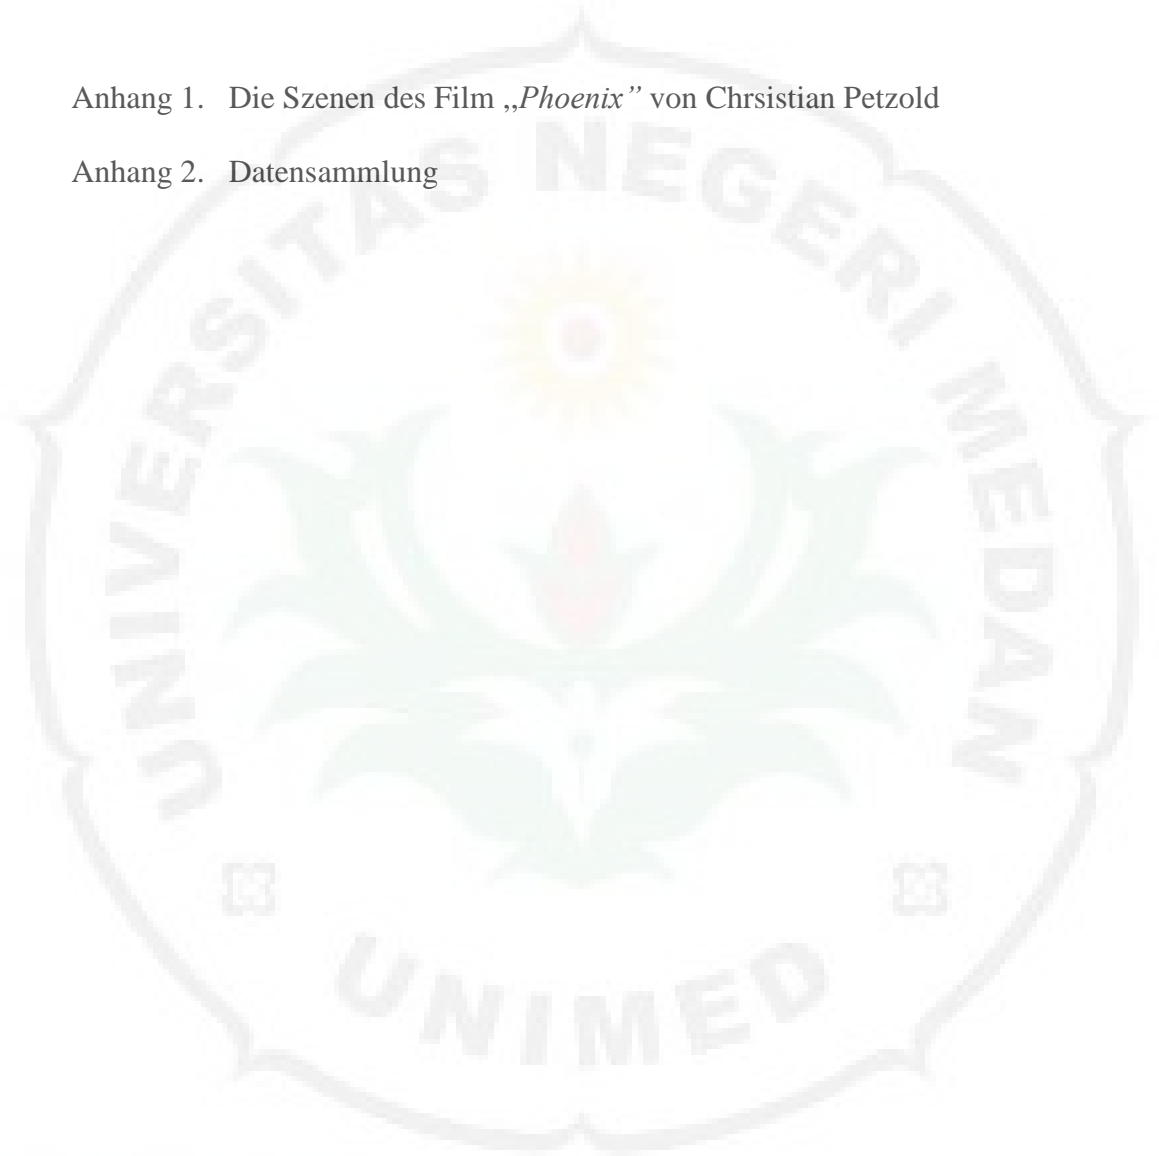 Anhang 1. Die Szenen des Film ,,Phoenix” von Chrsistian Petzold
Anhang 2. Datensammlung
UNIVERSITAS NEGERI MEDAN
UNIMED